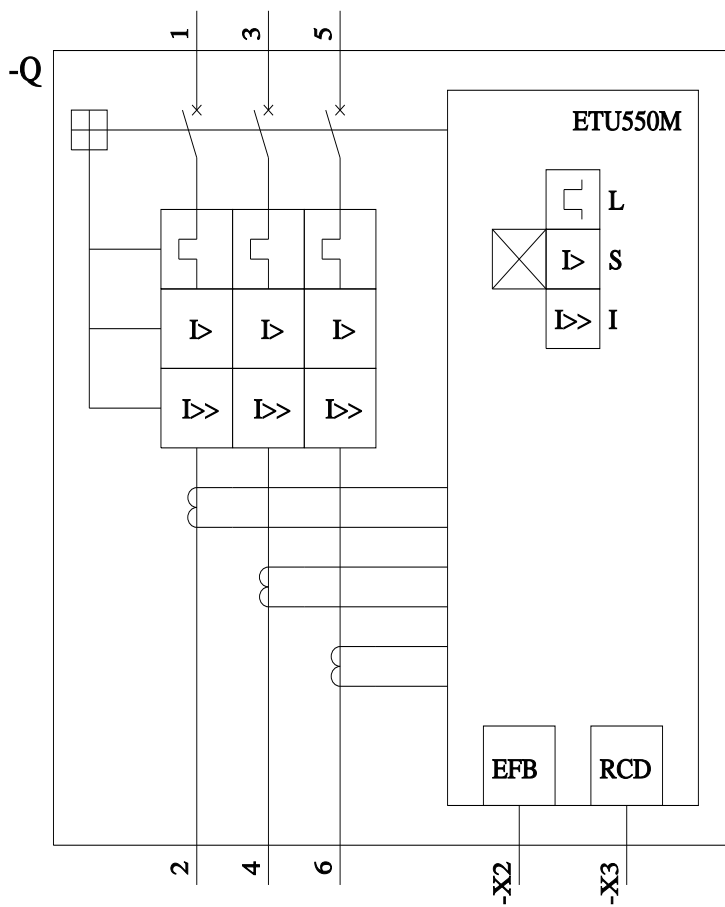 1 3 5
-Q
ETU550M
L
I> S
I>> I
I> I> I>
I>> I>> I>>
EFB RCD
2 4 6 -X2 -X3